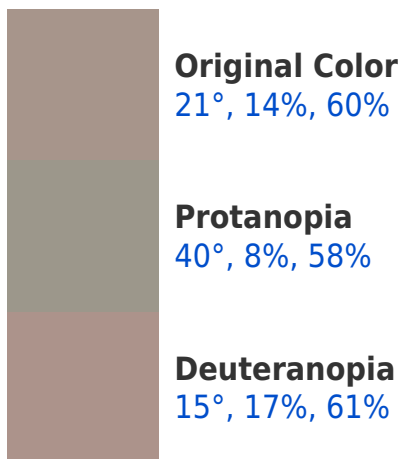 Original Color
21°, 14%, 60%
Protanopia
40°, 8%, 58%
Deuteranopia
15°, 17%, 61%